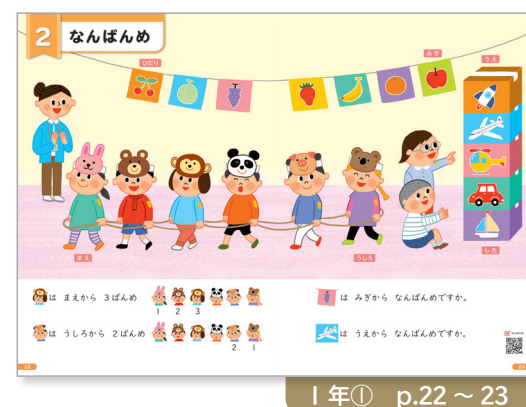 2 なんばんめ
ひだり
みぎ
うえ
まえ
うしろ
した
は まえから 3ばんめ
1 2 3
は うしろから 2ばんめ
2 1
は みぎから なんばんめですか。
は うえから なんばんめですか。
22
23
1年① p.22 ~ 23